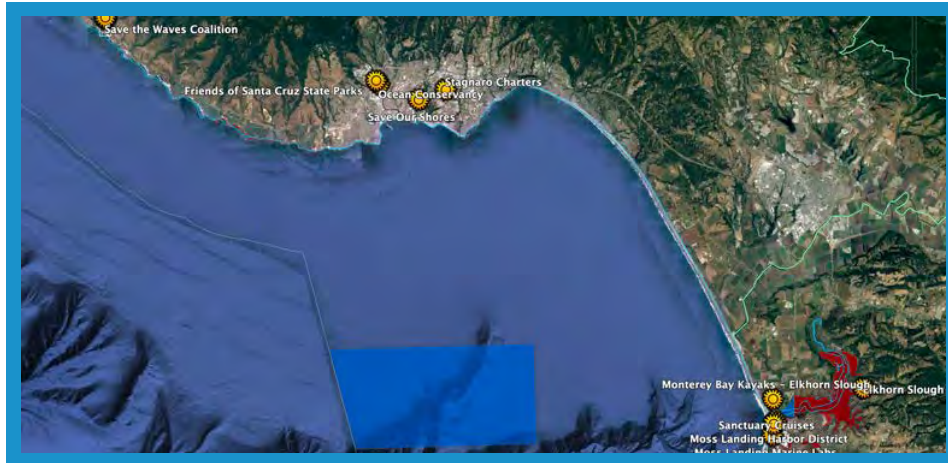 Save the Waves Coalition
Stagnaro Charters
Friends of Santa Cruz State Parks
Ocean Conservancy
Save Our Shores
Monterey Bay Kayaks - Elkhorn Slough
Elkhorn Slough
Sanctuary Cruises
Moss Landing Harbor District
Moss Landing Marine Labs